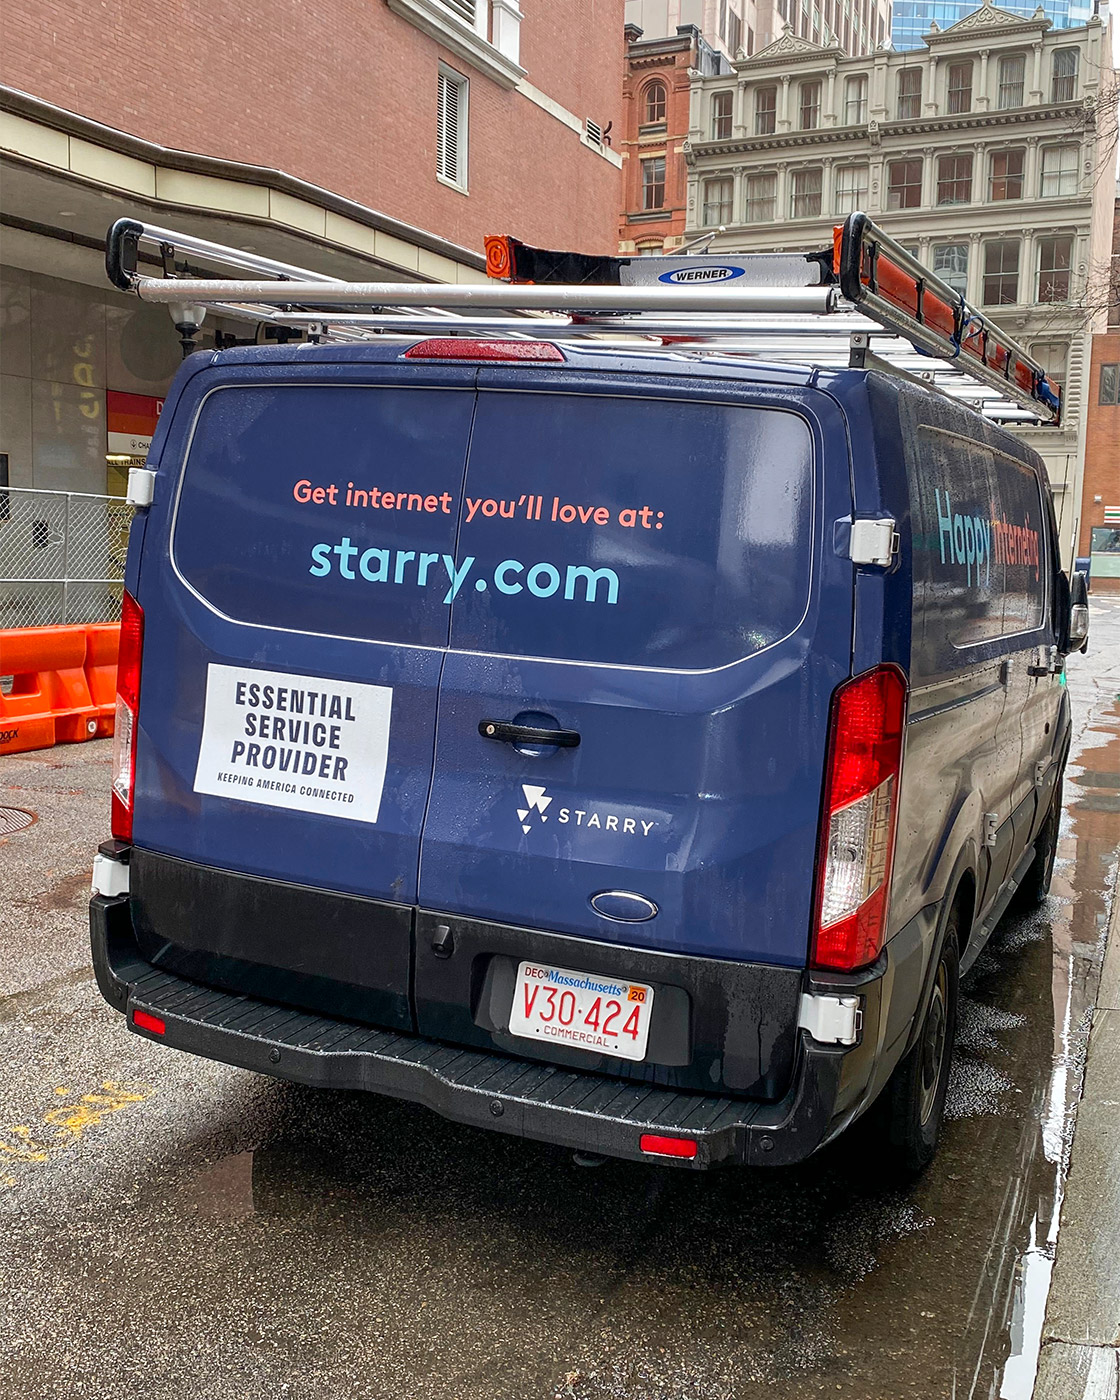 WERNER
Get internet you'll love at:
starry.com
Happy Interneting
ESSENTIAL
SERVICE
PROVIDER
KEEPING AMERICA CONNECTED
STARRY
DEC Massachusetts 20
V30·424
COMMERCIAL